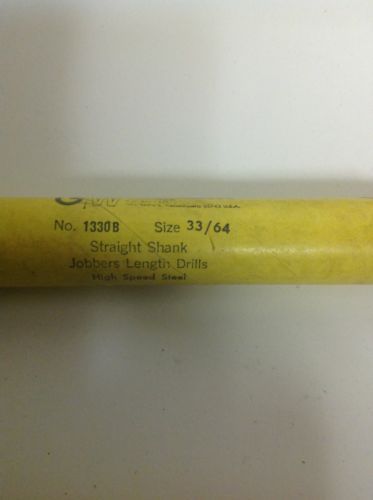 No. 1330B Size 33/64
Straight Shank
Jobbers Length Drills
High Speed Steel